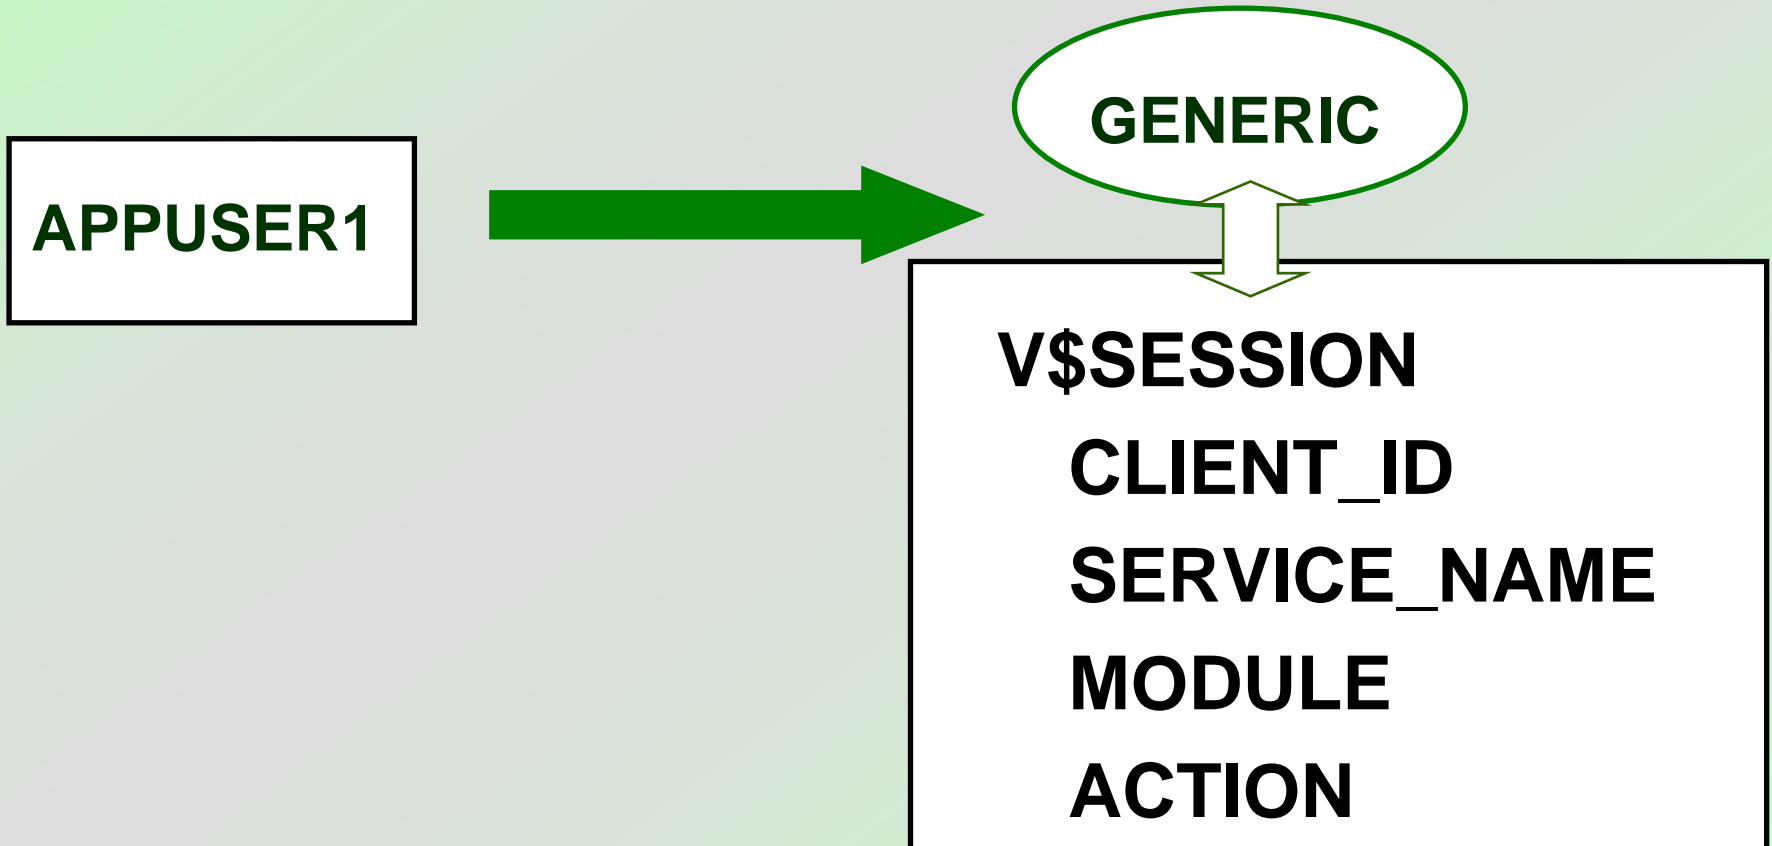 GENERIC
APPUSER1
V$SESSION
CLIENT_ID
SERVICE_NAME
MODULE
ACTION